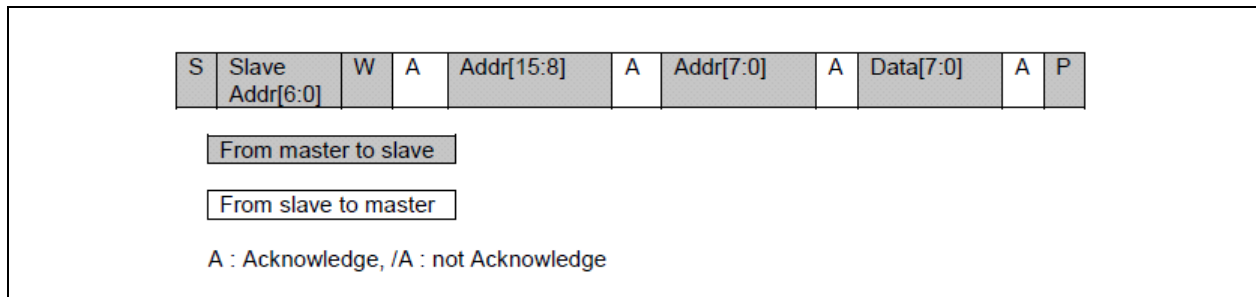 S Slave W A Addr[15:8] A Addr[7:0] A Data[7:0] A P
Addr[6:0]
From master to slave
From slave to master
A : Acknowledge, /A : not Acknowledge